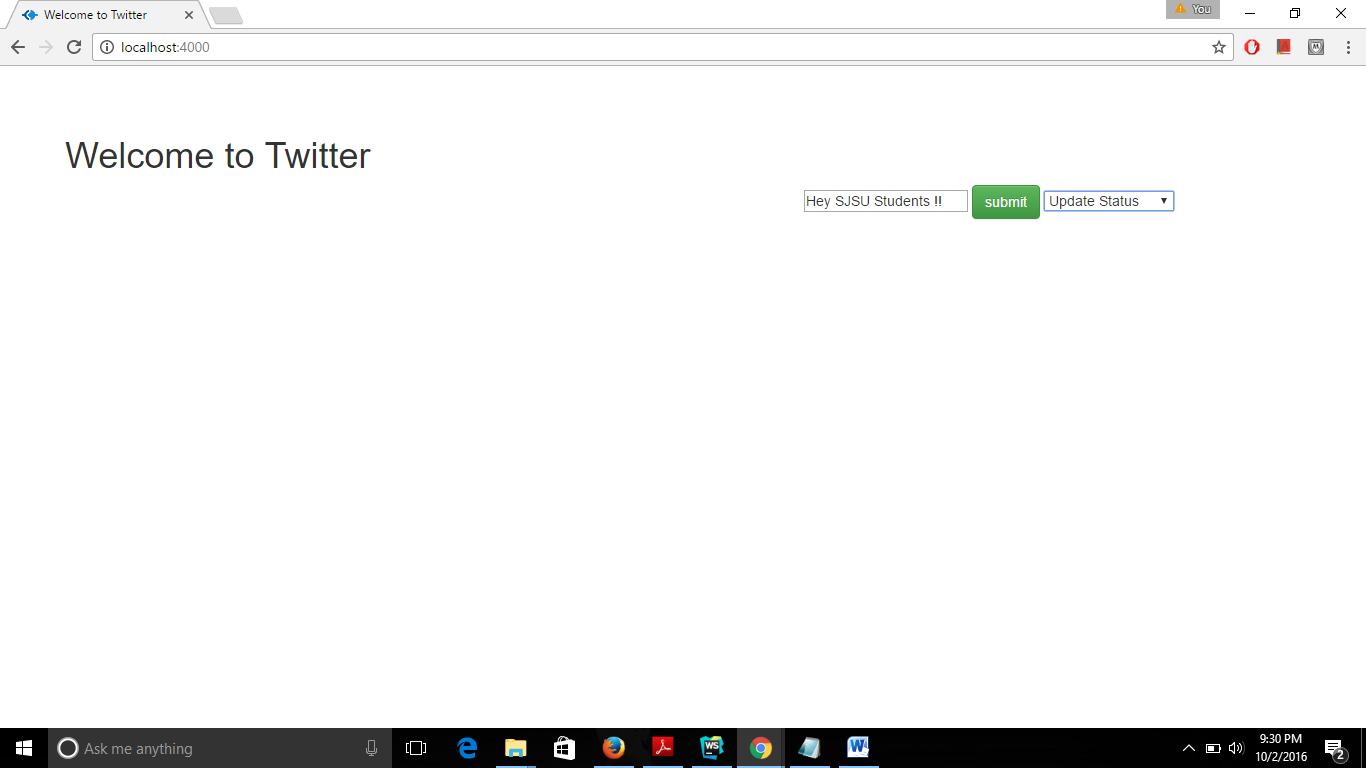 Welcome to Twitter
You
localhost:4000
Welcome to Twitter
Hey SJSU Students !! submit Update Status
Ask me anything
WS
W
9:30 PM
10/2/2016
2